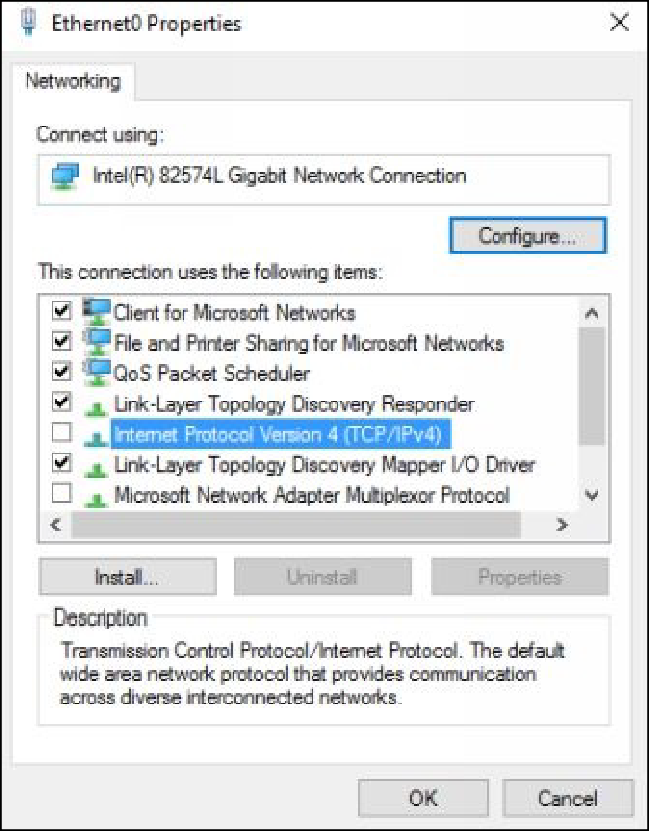 Ethernet0 Properties
Networking
Connect using:
Intel(R) 82574L Gigabit Network Connection
Configure...
This connection uses the following items:
Client for Microsoft Networks
File and Printer Sharing for Microsoft Networks
QoS Packet Scheduler
Link-Layer Topology Discovery Responder
Internet Protocol Version 4 (TCP/IPv4)
Link-Layer Topology Discovery Mapper I/O Driver
Microsoft Network Adapter Multiplexor Protocol
Install...
Uninstall
Properties
Description
Transmission Control Protocol/Internet Protocol. The default
wide area network protocol that provides communication
across diverse interconnected networks.
OK
Cancel